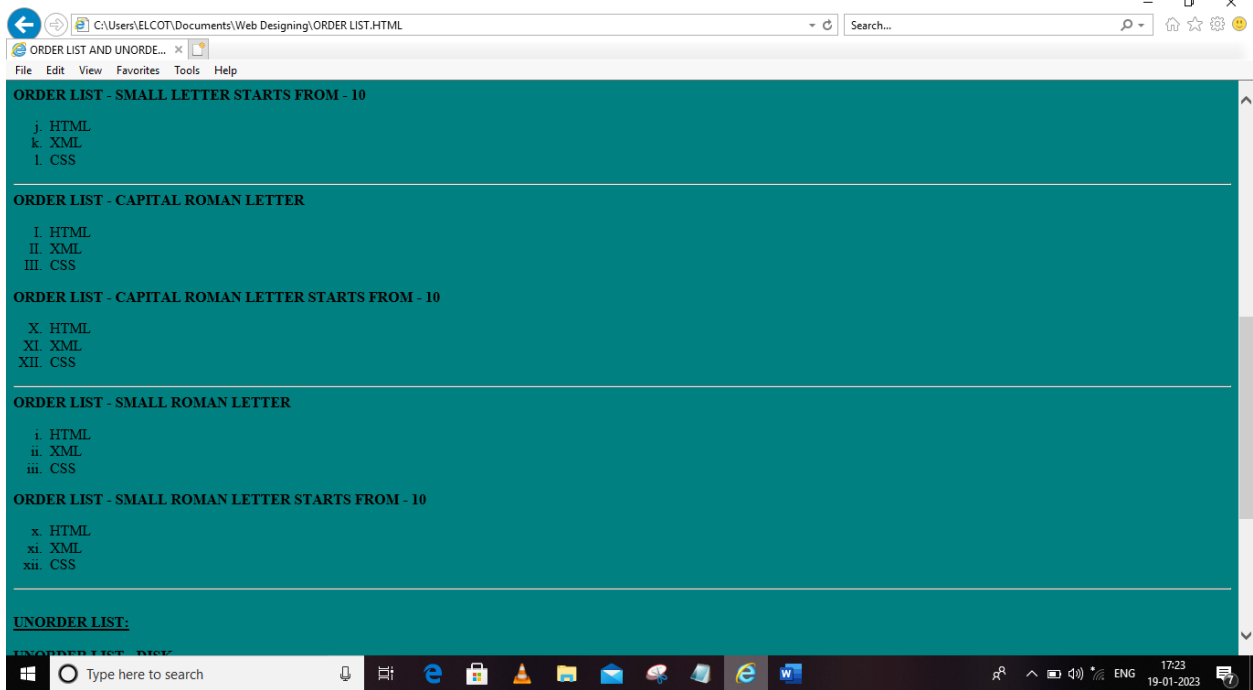 C:\Users\ELCOT\Documents\Web Designing\ORDER LIST.HTML
Search...
ORDER LIST AND UNORDE...
File Edit View Favorites Tools Help
ORDER LIST - SMALL LETTER STARTS FROM - 10
j. HTML
k. XML
l. CSS
ORDER LIST - CAPITAL ROMAN LETTER
I. HTML
II. XML
III. CSS
ORDER LIST - CAPITAL ROMAN LETTER STARTS FROM - 10
X. HTML
XI. XML
XII. CSS
ORDER LIST - SMALL ROMAN LETTER
i. HTML
ii. XML
iii. CSS
ORDER LIST - SMALL ROMAN LETTER STARTS FROM - 10
x. HTML
xi. XML
xii. CSS
UNORDER LIST:
UNORDER LIST - DISK
Type here to search
W
ENG
17:23
19-01-2023
7